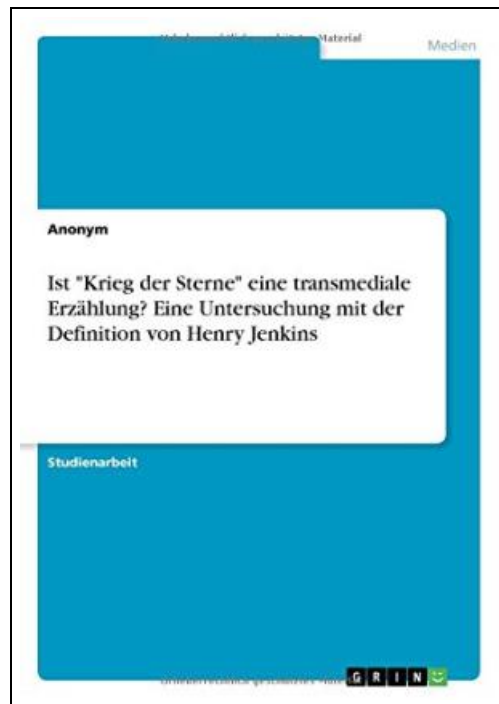 Material
Medien
Anonym
Ist "Krieg der Sterne" eine transmediale
Erzählung? Eine Untersuchung mit der
Definition von Henry Jenkins
Studienarbeit
GRIN